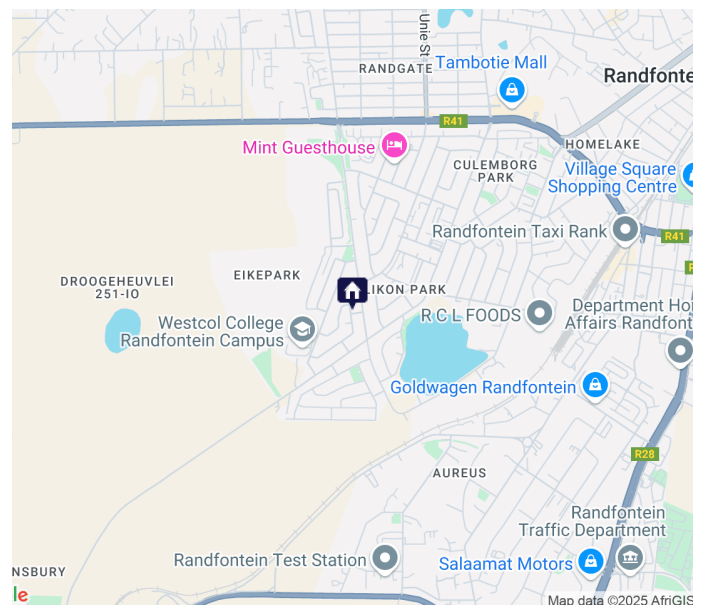 Unie St
RANDGATE
Tambotie Mall
Randfonte
R41
Mint Guesthouse
HOMELAKE
CULEMBORG
PARK
Village Square
Shopping Centre
Randfontein Taxi Rank
R41
R
EIKEPARK
DROOGEHEUVLEI
251-IO
LIKON PARK
Westcol College
Randfontein Campus
R C L FOODS
Department Ho
Affairs Randfont
Goldwagen Randfontein
R28
AUREUS
Randfontein
Traffic Department
Randfontein Test Station
Salaamat Motors
NSBURY
le
Map data ©2025 AfriGIS